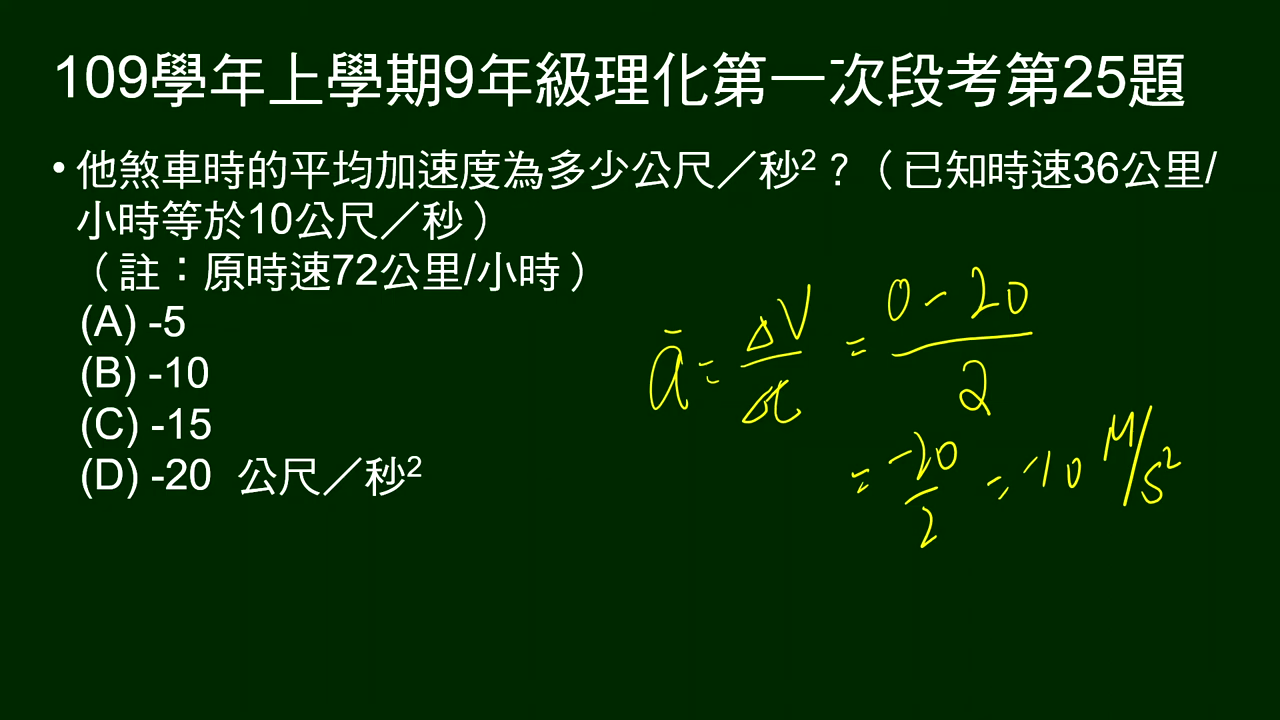 109學年上學期9年級理化第一次段考第25題
• 他煞車時的平均加速度為多少公尺／秒²？（已知時速36公里/
小時等於10公尺／秒）
（註：原時速72公里/小時）
(A) -5
(B) -10
(C) -15
(D) -20 公尺／秒²
ā = ΔV/Δt = (0 - 20)/2
= -20/2 = -10 M/S²